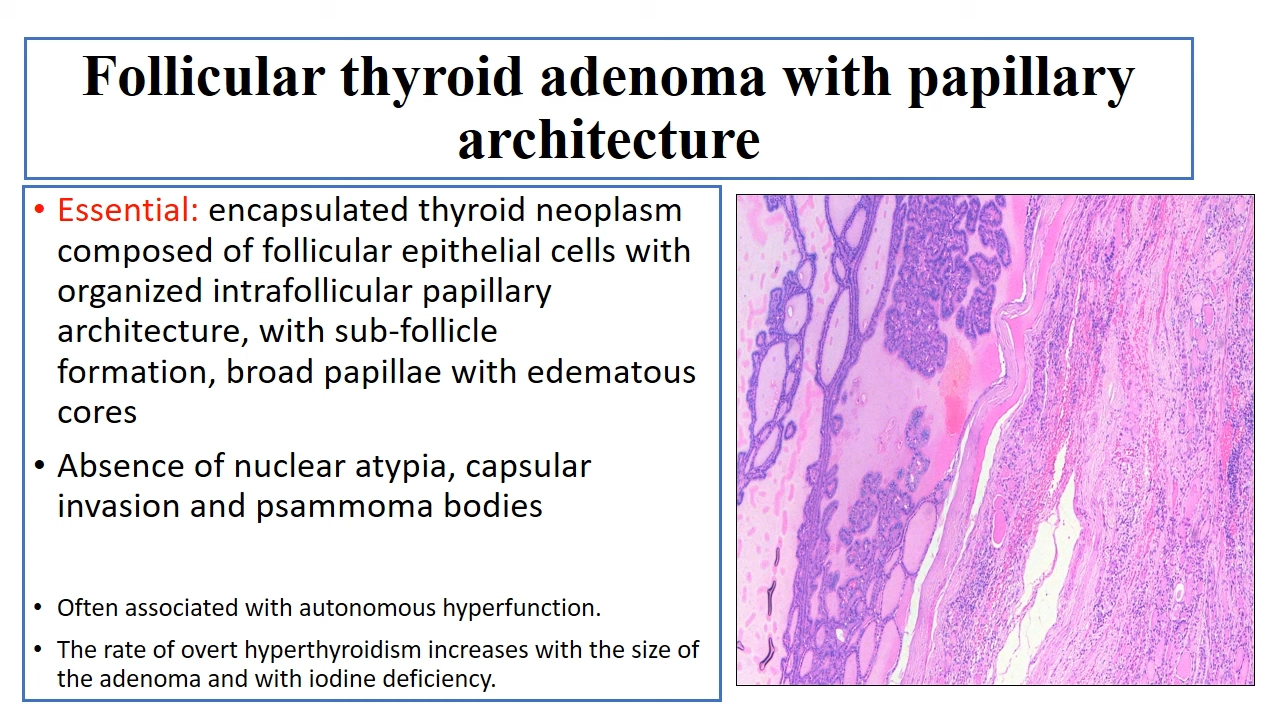 Follicular thyroid adenoma with papillary
architecture
• Essential: encapsulated thyroid neoplasm
composed of follicular epithelial cells with
organized intrafollicular papillary
architecture, with sub-follicle
formation, broad papillae with edematous
cores
• Absence of nuclear atypia, capsular
invasion and psammoma bodies
• Often associated with autonomous hyperfunction.
• The rate of overt hyperthyroidism increases with the size of
the adenoma and with iodine deficiency.